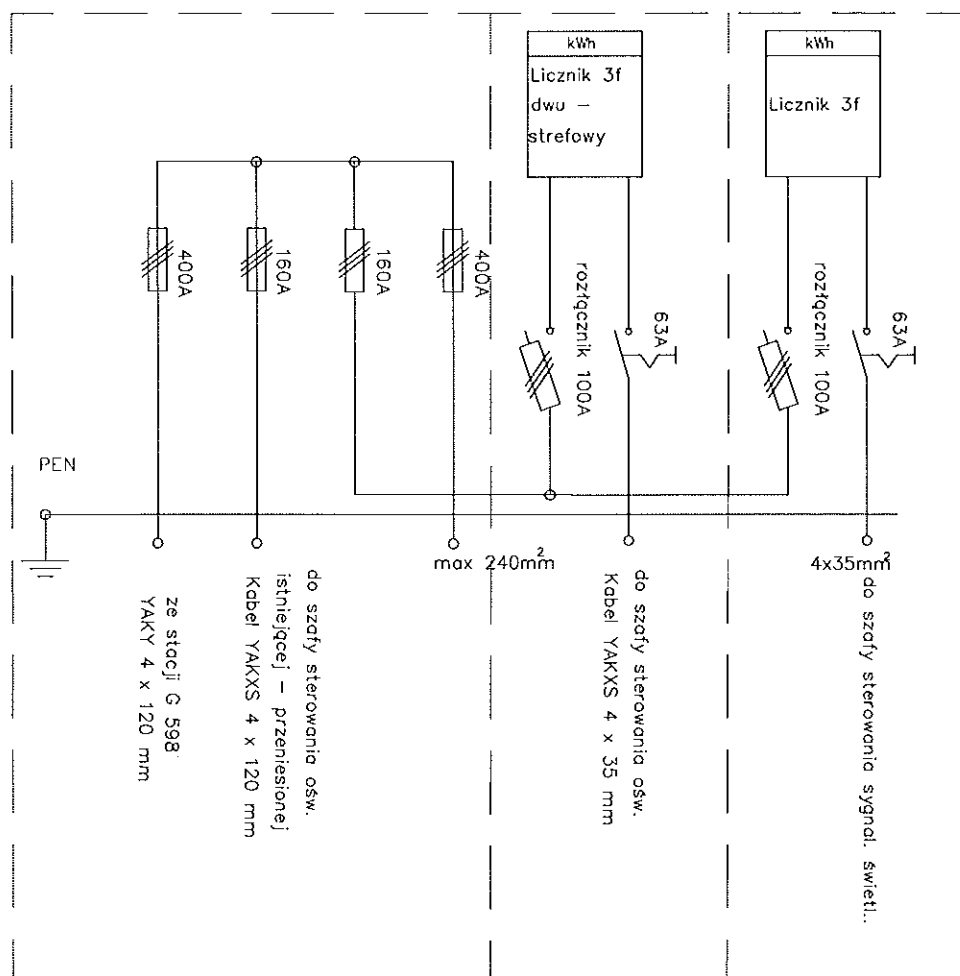 kWh
Licznik 3f
dwu –
strefowy
kWh
Licznik 3f
400A
160A
160A
400A
rozłącznik 100A
63A
rozłącznik 100A
63A
PEN
max 240mm²
4x35mm²
ze stacji G 598
YAKY 4 x 120 mm
do szafy sterowania ośw.
istniejącej – przeniesionej
Kabel YAKXS 4 x 120 mm
do szafy sterowania ośw.
Kabel YAKXS 4 x 35 mm
do szafy sterowania sygnal. świetl..